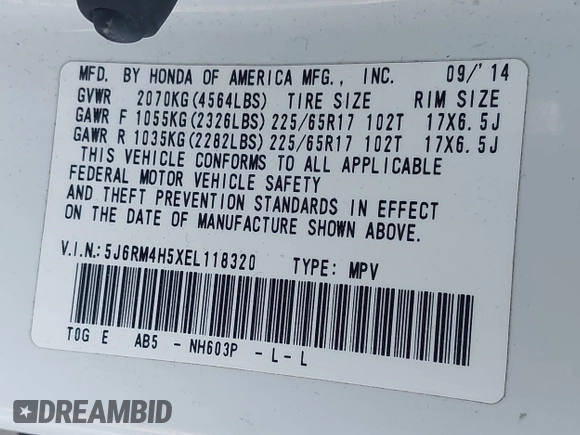 MFD. BY HONDA OF AMERICA MFG., INC. 09/'14
GVWR 2070KG(4564LBS) TIRE SIZE RIM SIZE
GAWR F 1055KG(2326LBS) 225/65R17 102T 17X6.5J
GAWR R 1035KG(2282LBS) 225/65R17 102T 17X6.5J
THIS VEHICLE CONFORMS TO ALL APPLICABLE
FEDERAL MOTOR VEHICLE SAFETY
AND THEFT PREVENTION STANDARDS IN EFFECT
ON THE DATE OF MANUFACTURE SHOWN ABOVE.
V.I.N.:5J6RM4H5XEL118320 TYPE: MPV
T0G E AB5 - NH603P - L- L
DREAMBID